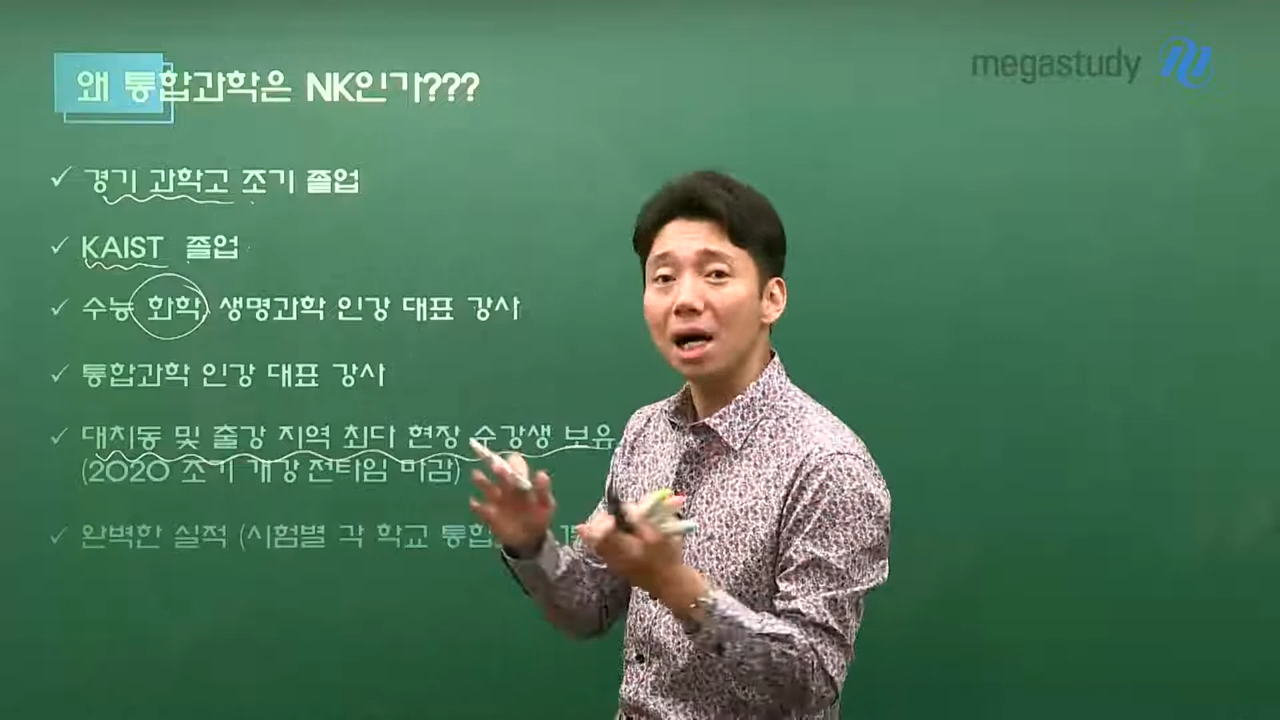 왜 통합과학은 NK인가???
megastudy
경기 과학고 조기 졸업
KAIST 졸업
수능 화학, 생명과학 인강 대표 강사
통합과학 인강 대표 강사
대치동 및 출강 지역 최다 현장 수강생 보유
(2020 조기 개강 전타임 마감)
완벽한 실적 (시험별 각 학교 통합